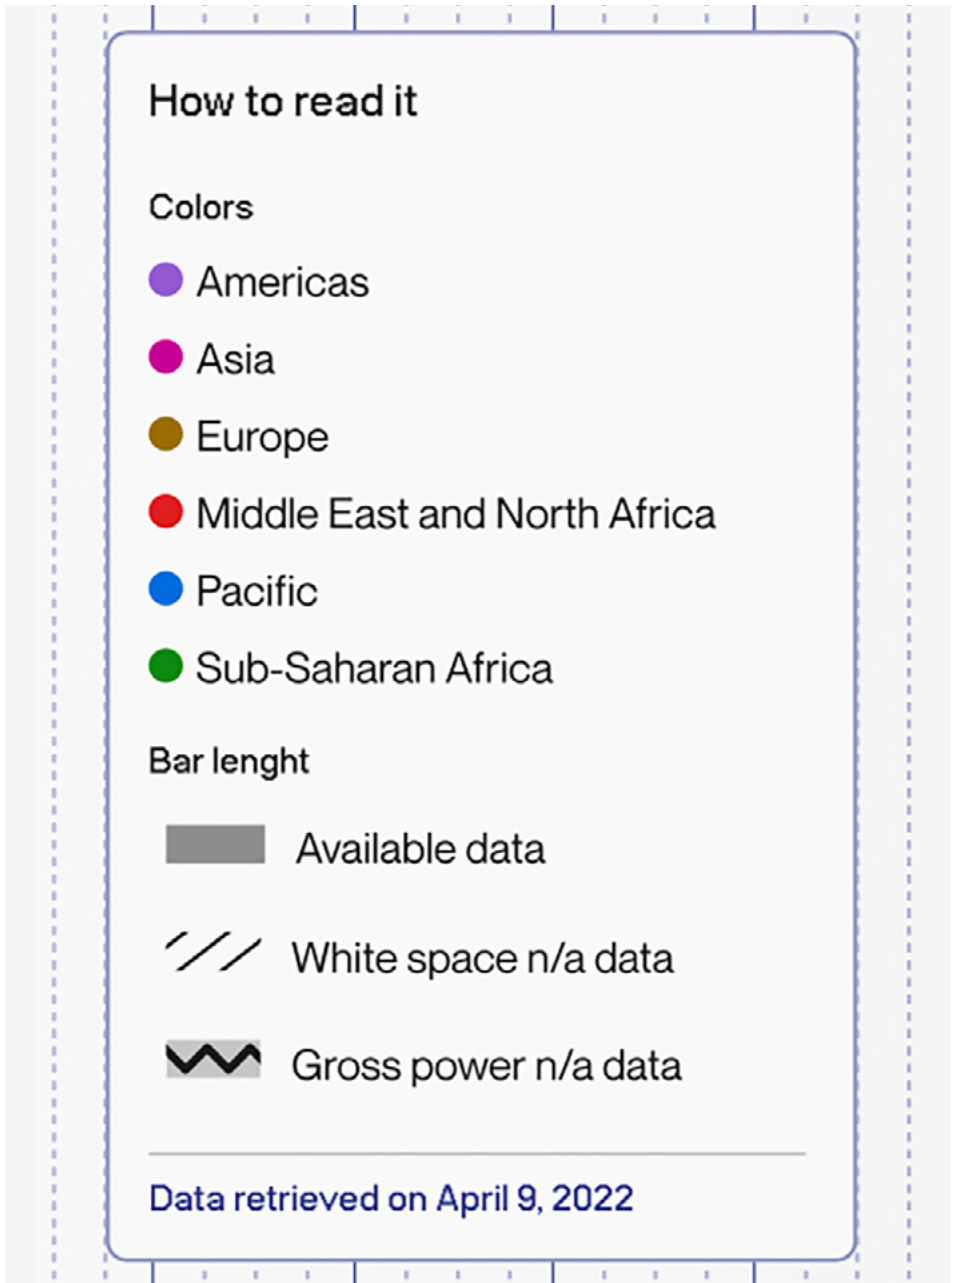 How to read it
Colors
Americas
Asia
Europe
Middle East and North Africa
Pacific
Sub-Saharan Africa
Bar lenght
Available data
White space n/a data
Gross power n/a data
Data retrieved on April 9, 2022